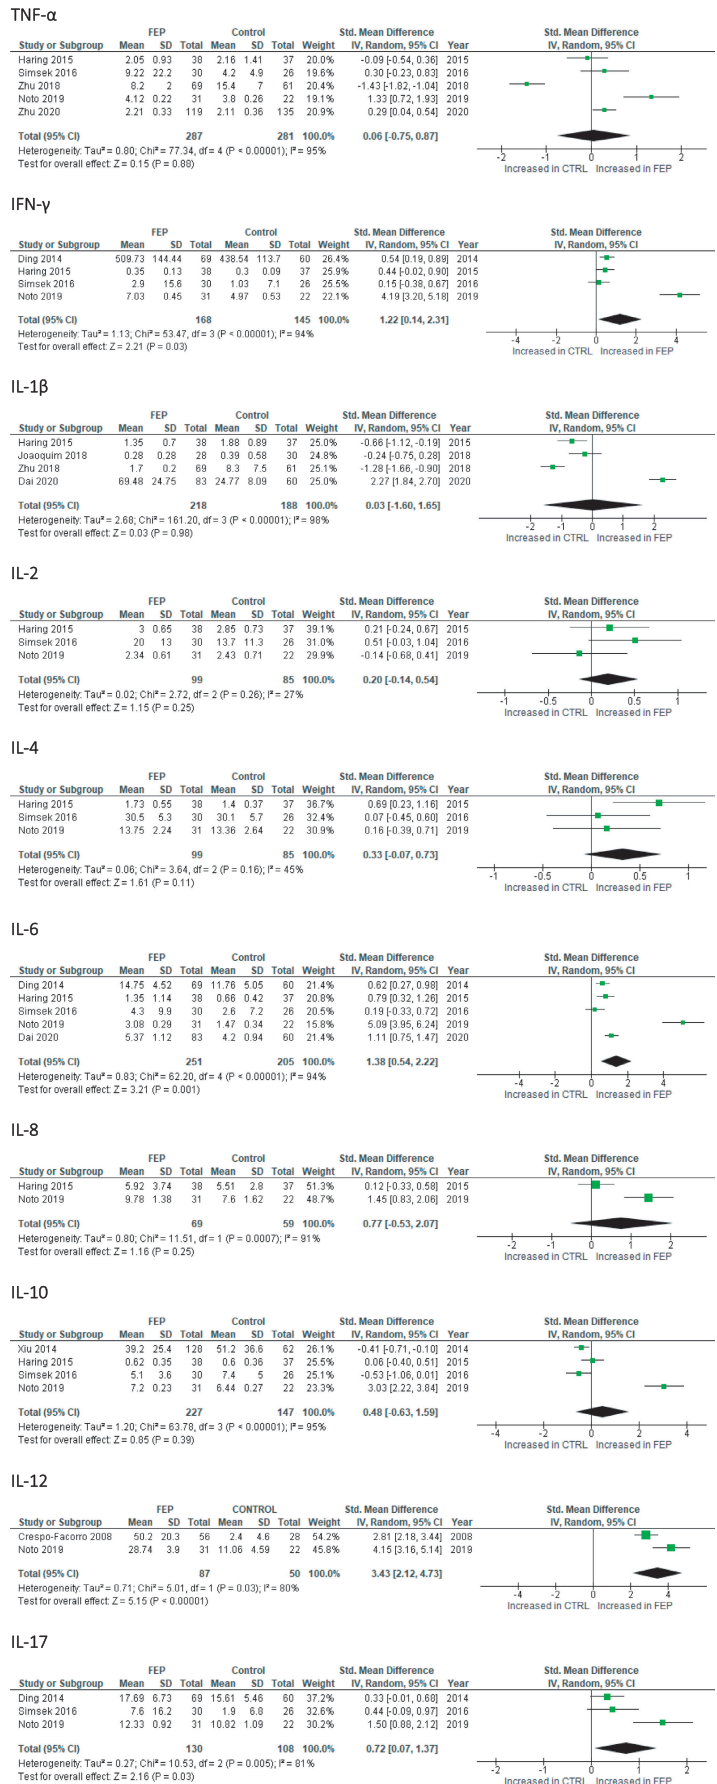 TNF-α
FEP Control Std. Mean Difference Std. Mean Difference
Study or Subgroup Mean SD Total Mean SD Total Weight IV, Random, 95% CI Year IV, Random, 95% CI
Haring 2015 2.05 0.93 38 2.16 1.41 37 20.0% -0.09 [-0.54, 0.36] 2015
Simsek 2016 9.22 22.2 30 4.2 4.9 26 19.6% 0.30 [-0.23, 0.83] 2016
Zhu 2018 8.2 2 69 15.4 7 61 20.2% -1.43 [-1.82, -1.04] 2018
Noto 2019 4.12 0.22 31 3.8 0.26 22 19.2% 1.33 [0.72, 1.93] 2019
Zhu 2020 2.21 0.33 119 2.11 0.36 135 20.9% 0.29 [0.04, 0.54] 2020
Total (95% CI) 287 281 100.0% 0.06 [-0.75, 0.87]
Heterogeneity: Tau² = 0.80; Chi² = 77.34, df = 4 (P < 0.00001); I² = 95%
Test for overall effect: Z = 0.15 (P = 0.88)
-2 -1 0 1 2
Increased in CTRL Increased in FEP
IFN-γ
FEP Control Std. Mean Difference Std. Mean Difference
Study or Subgroup Mean SD Total Mean SD Total Weight IV, Random, 95% CI Year IV, Random, 95% CI
Ding 2014 509.73 144.44 69 438.54 113.7 60 26.4% 0.54 [0.19, 0.89] 2014
Haring 2015 0.35 0.13 38 0.3 0.09 37 25.9% 0.44 [-0.02, 0.90] 2015
Simsek 2016 2.9 15.6 30 1.03 7.1 26 25.6% 0.15 [-0.38, 0.67] 2016
Noto 2019 7.03 0.45 31 4.97 0.53 22 22.1% 4.19 [3.20, 5.18] 2019
Total (95% CI) 168 145 100.0% 1.22 [0.14, 2.31]
Heterogeneity: Tau² = 1.13; Chi² = 53.47, df = 3 (P < 0.00001); I² = 94%
Test for overall effect: Z = 2.21 (P = 0.03)
-4 -2 0 2 4
Increased in CTRL Increased in FEP
IL-1β
FEP Control Std. Mean Difference Std. Mean Difference
Study or Subgroup Mean SD Total Mean SD Total Weight IV, Random, 95% CI Year IV, Random, 95% CI
Haring 2015 1.35 0.7 38 1.88 0.89 37 25.0% -0.66 [-1.12, -0.19] 2015
Joaoquim 2018 0.28 0.28 28 0.39 0.58 30 24.8% -0.24 [-0.75, 0.28] 2018
Zhu 2018 1.7 0.2 69 8.3 7.5 61 25.1% -1.28 [-1.66, -0.90] 2018
Dai 2020 69.48 24.75 83 24.77 8.09 60 25.0% 2.27 [1.84, 2.70] 2020
Total (95% CI) 218 188 100.0% 0.03 [-1.60, 1.65]
Heterogeneity: Tau² = 2.68; Chi² = 161.20, df = 3 (P < 0.00001); I² = 98%
Test for overall effect: Z = 0.03 (P = 0.98)
-2 -1 0 1 2
Increased in CTRL Increased in FEP
IL-2
FEP Control Std. Mean Difference Std. Mean Difference
Study or Subgroup Mean SD Total Mean SD Total Weight IV, Random, 95% CI Year IV, Random, 95% CI
Haring 2015 3 0.65 38 2.85 0.73 37 39.1% 0.21 [-0.24, 0.67] 2015
Simsek 2016 20 13 30 13.7 11.3 26 31.0% 0.51 [-0.03, 1.04] 2016
Noto 2019 2.34 0.61 31 2.43 0.71 22 29.9% -0.14 [-0.68, 0.41] 2019
Total (95% CI) 99 85 100.0% 0.20 [-0.14, 0.54]
Heterogeneity: Tau² = 0.02; Chi² = 2.72, df = 2 (P = 0.26); I² = 27%
Test for overall effect: Z = 1.15 (P = 0.25)
-1 -0.5 0 0.5 1
Increased in CTRL Increased in FEP
IL-4
FEP Control Std. Mean Difference Std. Mean Difference
Study or Subgroup Mean SD Total Mean SD Total Weight IV, Random, 95% CI Year IV, Random, 95% CI
Haring 2015 1.73 0.55 38 1.4 0.37 37 36.7% 0.69 [0.23, 1.16] 2015
Simsek 2016 30.5 5.3 30 30.1 5.7 26 32.4% 0.07 [-0.45, 0.60] 2016
Noto 2019 13.75 2.24 31 13.36 2.64 22 30.9% 0.16 [-0.39, 0.71] 2019
Total (95% CI) 99 85 100.0% 0.33 [-0.07, 0.73]
Heterogeneity: Tau² = 0.06; Chi² = 3.64, df = 2 (P = 0.16); I² = 45%
Test for overall effect: Z = 1.61 (P = 0.11)
-1 -0.5 0 0.5 1
Increased in CTRL Increased in FEP
IL-6
FEP Control Std. Mean Difference Std. Mean Difference
Study or Subgroup Mean SD Total Mean SD Total Weight IV, Random, 95% CI Year IV, Random, 95% CI
Ding 2014 14.75 4.52 69 11.76 5.05 60 21.4% 0.62 [0.27, 0.98] 2014
Haring 2015 1.35 1.14 38 0.66 0.42 37 20.8% 0.79 [0.32, 1.26] 2015
Simsek 2016 4.3 9.9 30 2.6 7.2 26 20.5% 0.19 [-0.33, 0.72] 2016
Noto 2019 3.08 0.29 31 1.47 0.34 22 15.8% 5.09 [3.95, 6.24] 2019
Dai 2020 5.37 1.12 83 4.2 0.94 60 21.4% 1.11 [0.75, 1.47] 2020
Total (95% CI) 251 205 100.0% 1.38 [0.54, 2.22]
Heterogeneity: Tau² = 0.83; Chi² = 62.20, df = 4 (P < 0.00001); I² = 94%
Test for overall effect: Z = 3.21 (P = 0.001)
-4 -2 0 2 4
Increased in CTRL Increased in FEP
IL-8
FEP Control Std. Mean Difference Std. Mean Difference
Study or Subgroup Mean SD Total Mean SD Total Weight IV, Random, 95% CI Year IV, Random, 95% CI
Haring 2015 5.92 3.74 38 5.51 2.8 37 51.3% 0.12 [-0.33, 0.58] 2015
Noto 2019 9.78 1.38 31 7.6 1.62 22 48.7% 1.45 [0.83, 2.06] 2019
Total (95% CI) 69 59 100.0% 0.77 [-0.53, 2.07]
Heterogeneity: Tau² = 0.80; Chi² = 11.51, df = 1 (P = 0.0007); I² = 91%
Test for overall effect: Z = 1.16 (P = 0.25)
-2 -1 0 1 2
Increased in CTRL Increased in FEP
IL-10
FEP Control Std. Mean Difference Std. Mean Difference
Study or Subgroup Mean SD Total Mean SD Total Weight IV, Random, 95% CI Year IV, Random, 95% CI
Xiu 2014 39.2 25.4 128 51.2 36.6 62 26.1% -0.41 [-0.71, -0.10] 2014
Haring 2015 0.62 0.35 38 0.6 0.36 37 25.5% 0.06 [-0.40, 0.51] 2015
Simsek 2016 5.1 3.6 30 7.4 5 26 25.0% -0.53 [-1.06, 0.01] 2016
Noto 2019 7.2 0.23 31 6.44 0.27 22 23.3% 3.03 [2.22, 3.84] 2019
Total (95% CI) 227 147 100.0% 0.48 [-0.63, 1.59]
Heterogeneity: Tau² = 1.20; Chi² = 63.78, df = 3 (P < 0.00001); I² = 95%
Test for overall effect: Z = 0.85 (P = 0.39)
-4 -2 0 2 4
Increased in CTRL Increased in FEP
IL-12
FEP CONTROL Std. Mean Difference Std. Mean Difference
Study or Subgroup Mean SD Total Mean SD Total Weight IV, Random, 95% CI Year IV, Random, 95% CI
Crespo-Facorro 2008 50.2 20.3 56 2.4 4.6 28 54.2% 2.81 [2.18, 3.44] 2008
Noto 2019 28.74 3.9 31 11.06 4.59 22 45.8% 4.15 [3.16, 5.14] 2019
Total (95% CI) 87 50 100.0% 3.43 [2.12, 4.73]
Heterogeneity: Tau² = 0.71; Chi² = 5.01, df = 1 (P = 0.03); I² = 80%
Test for overall effect: Z = 5.15 (P < 0.00001)
-4 -2 0 2 4
Increased in CTRL Increased in FEP
IL-17
FEP Control Std. Mean Difference Std. Mean Difference
Study or Subgroup Mean SD Total Mean SD Total Weight IV, Random, 95% CI Year IV, Random, 95% CI
Ding 2014 17.69 6.73 69 15.61 5.46 60 37.2% 0.33 [-0.01, 0.68] 2014
Simsek 2016 7.6 16.2 30 1.9 6.8 26 32.5% 0.44 [-0.09, 0.97] 2016
Noto 2019 12.33 0.92 31 10.82 1.09 22 30.2% 1.50 [0.88, 2.12] 2019
Total (95% CI) 130 108 100.0% 0.72 [0.07, 1.37]
Heterogeneity: Tau² = 0.27; Chi² = 10.53, df = 2 (P = 0.005); I² = 81%
Test for overall effect: Z = 2.16 (P = 0.03)
-2 -1 0 1 2
Increased in CTRL Increased in FEP